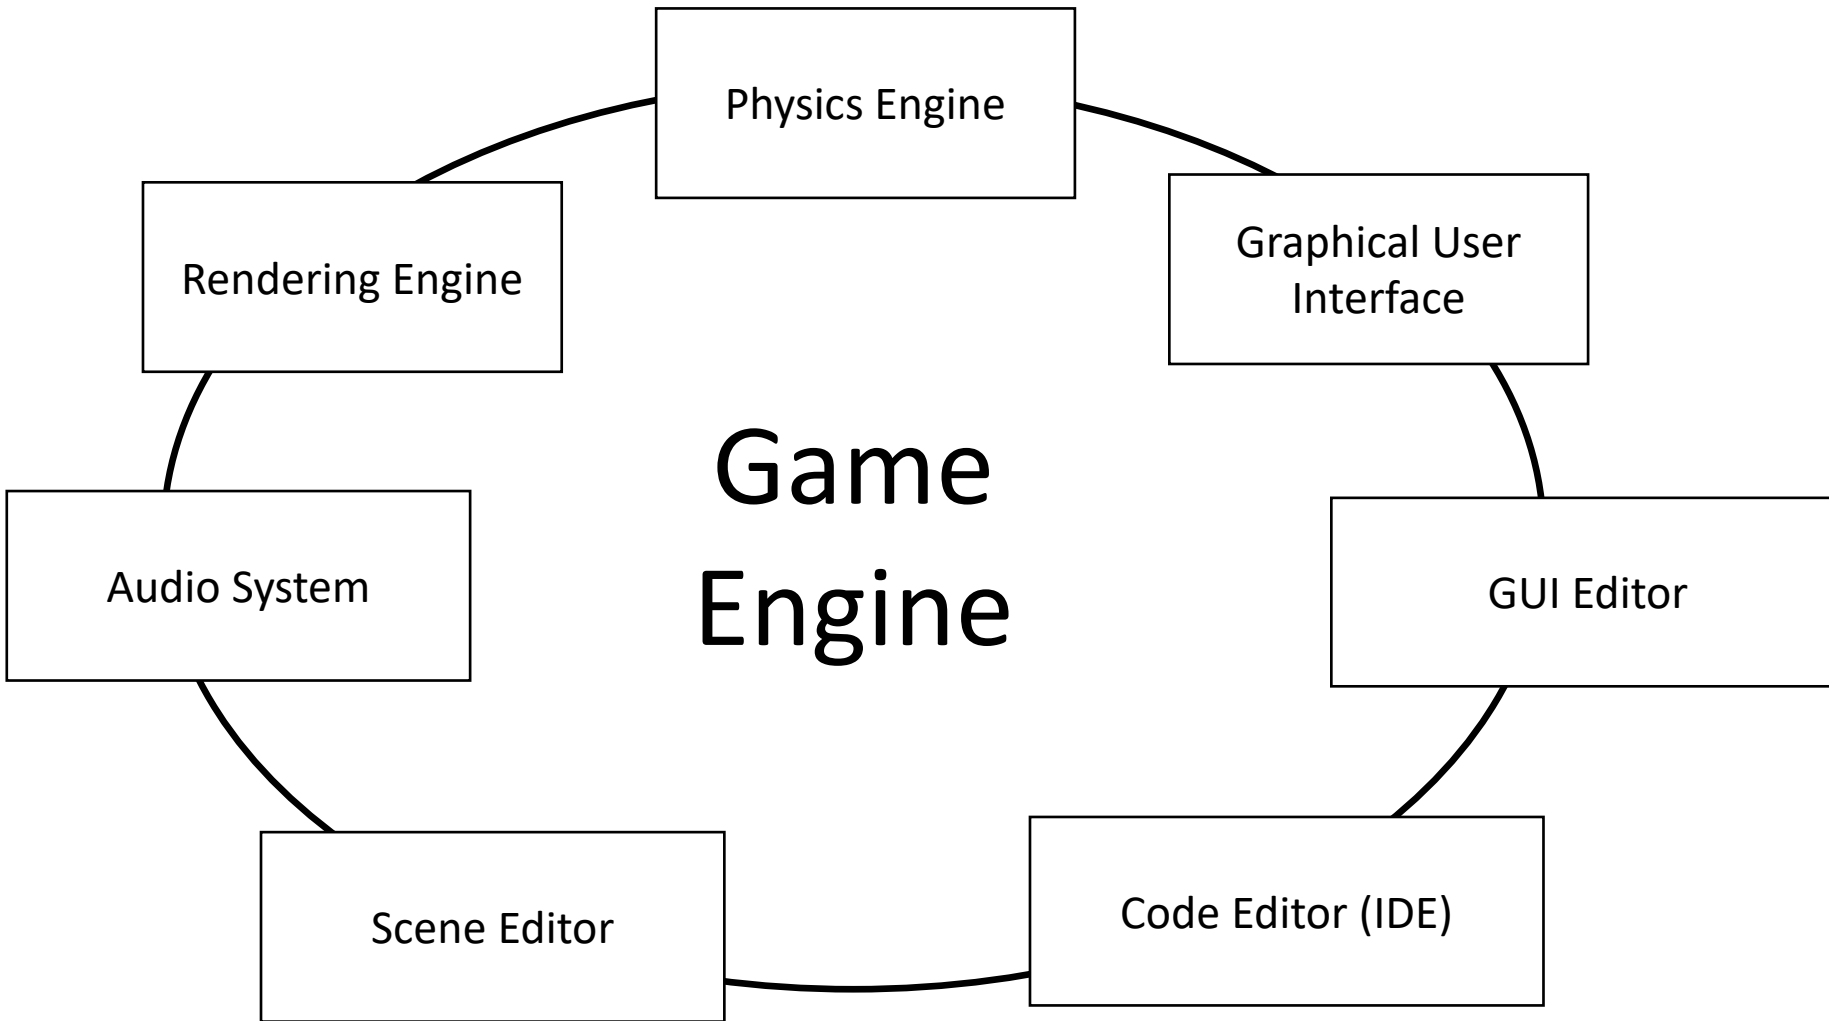 Physics Engine
Graphical User
Interface
Rendering Engine
Game
Engine
Audio System
GUI Editor
Scene Editor
Code Editor (IDE)